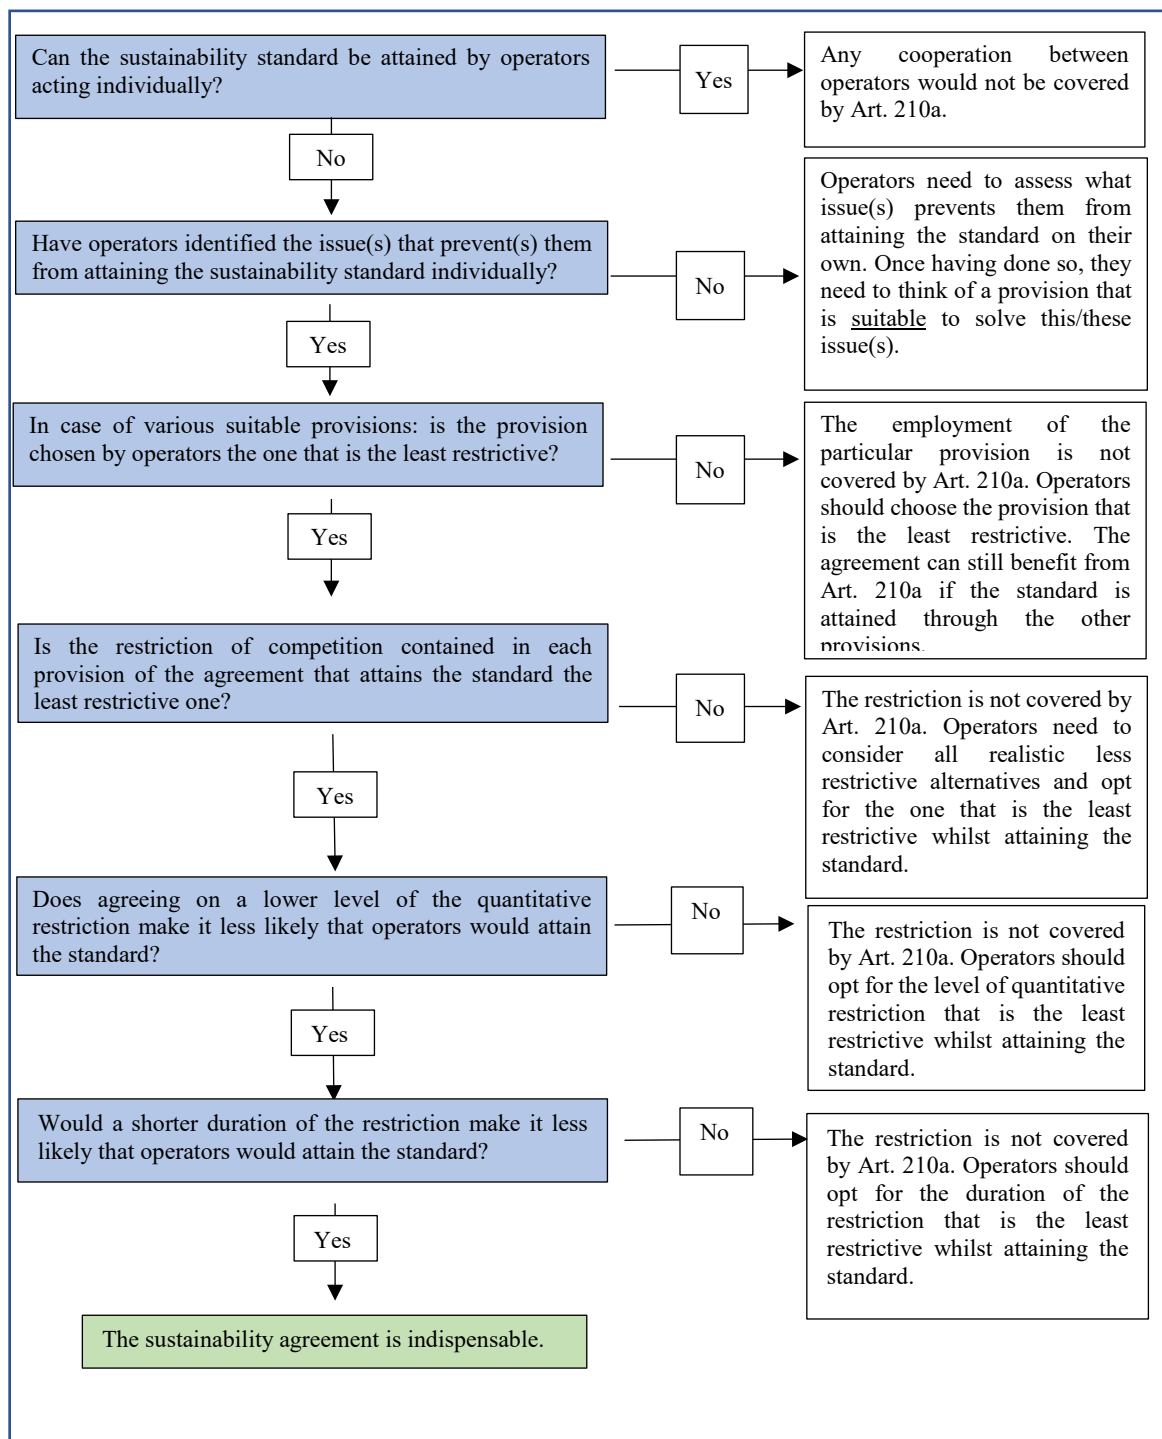 Can the sustainability standard be attained by operators
acting individually?
Yes
Any cooperation between
operators would not be covered
by Art. 210a.
No
Have operators identified the issue(s) that prevent(s) them
from attaining the sustainability standard individually?
No
Operators need to assess what
issue(s) prevents them from
attaining the standard on their
own. Once having done so, they
need to think of a provision that
is suitable to solve this/these
issue(s).
Yes
In case of various suitable provisions: is the provision
chosen by operators the one that is the least restrictive?
No
The employment of the
particular provision is not
covered by Art. 210a. Operators
should choose the provision that
is the least restrictive. The
agreement can still benefit from
Art. 210a if the standard is
attained through the other
provisions.
Yes
Is the restriction of competition contained in each
provision of the agreement that attains the standard the
least restrictive one?
No
The restriction is not covered by
Art. 210a. Operators need to
consider all realistic less
restrictive alternatives and opt
for the one that is the least
restrictive whilst attaining the
standard.
Yes
Does agreeing on a lower level of the quantitative
restriction make it less likely that operators would attain
the standard?
No
The restriction is not covered
by Art. 210a. Operators should
opt for the level of quantitative
restriction that is the least
restrictive whilst attaining the
standard.
Yes
Would a shorter duration of the restriction make it less
likely that operators would attain the standard?
No
The restriction is not covered
by Art. 210a. Operators should
opt for the duration of the
restriction that is the least
restrictive whilst attaining the
standard.
Yes
The sustainability agreement is indispensable.